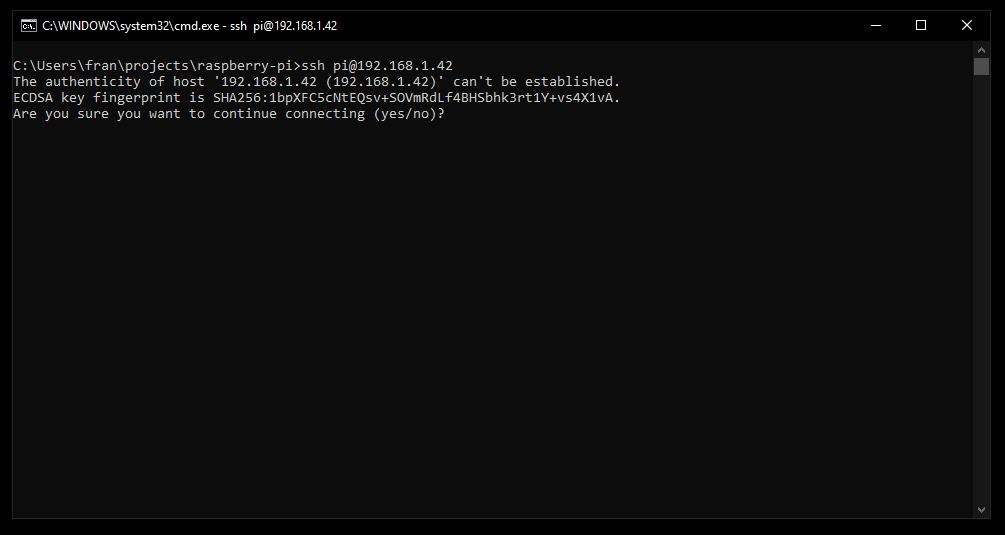 C:\WINDOWS\system32\cmd.exe - ssh  pi@192.168.1.42
C:\Users\fran\projects\raspberry-pi>ssh pi@192.168.1.42
The authenticity of host '192.168.1.42 (192.168.1.42)' can't be established.
ECDSA key fingerprint is SHA256:1bpXFC5cNtEQsv+SOVmRdLf4BHSbhk3rt1Y+vs4X1vA.
Are you sure you want to continue connecting (yes/no)?